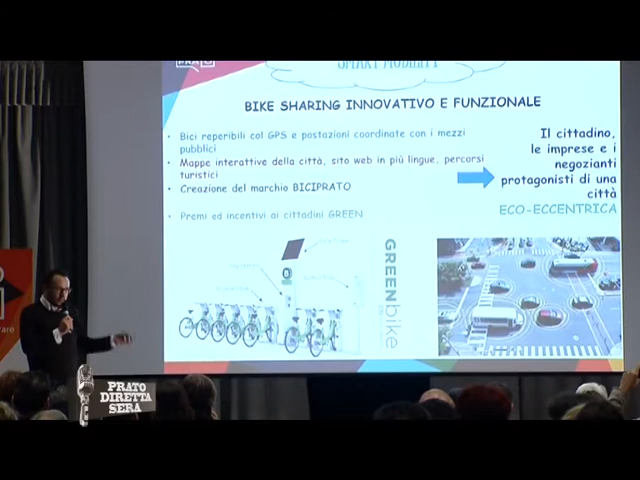 SMART MOBILITY
BIKE SHARING INNOVATIVO E FUNZIONALE
• Bici reperibili col GPS e postazioni coordinate con i mezzi
pubblici
• Mappe interattive della città, sito web in più lingue, percorsi
turistici
• Creazione del marchio BICIPRATO
• Premi ed incentivi ai cittadini GREEN
Il cittadino,
le imprese e i
negozianti
protagonisti di una
città
ECO-ECCENTRICA
GREENbike
PRATO
DIRETTA
SERA